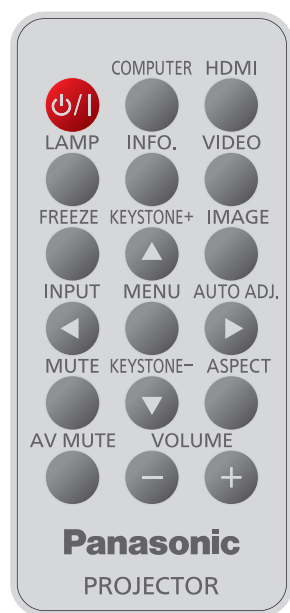 COMPUTER HDMI
⏻/I
LAMP INFO. VIDEO
FREEZE KEYSTONE+ IMAGE
INPUT MENU AUTO ADJ.
MUTE KEYSTONE− ASPECT
AV MUTE VOLUME
− +
Panasonic
PROJECTOR